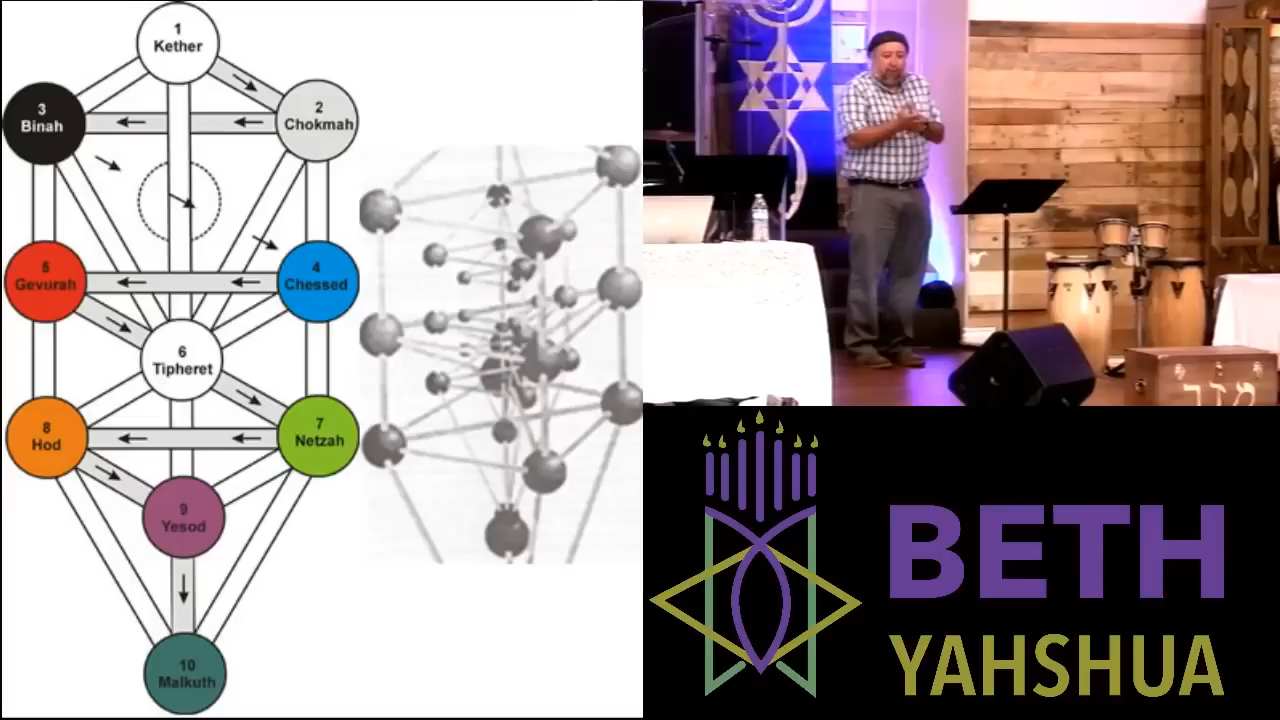 1
Kether
2
Chokmah
3
Binah
4
Chessed
5
Gevurah
6
Tipheret
7
Netzah
8
Hod
9
Yesod
10
Malkuth
BETH
YAHSHUA